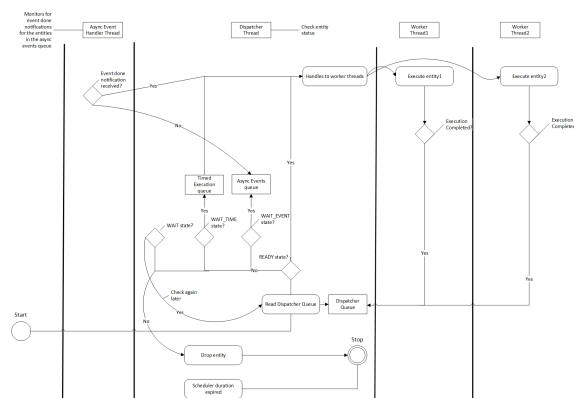 Monitors for
event done
notifications
for the entities
in the async
events queue
Async Event
Handler Thread
Dispatcher
Thread
Check entity
status
Worker
Thread1
Worker
Thread2
Event done
notification
received?
Yes
No
Handles to worker threads
Execute entity1
Execute entity2
Execution
Completed?
Execution
Completed
Timed
Execution
queue
Async Events
queue
Yes
Yes
Yes
WAIT state?
WAIT_TIME
state?
WAIT_EVENT
state?
READY state?
No
Yes
Yes
Check again
later
Yes
No
Read Dispatcher Queue
Dispatcher
Queue
Start
Stop
Drop entity
Scheduler duration
expired